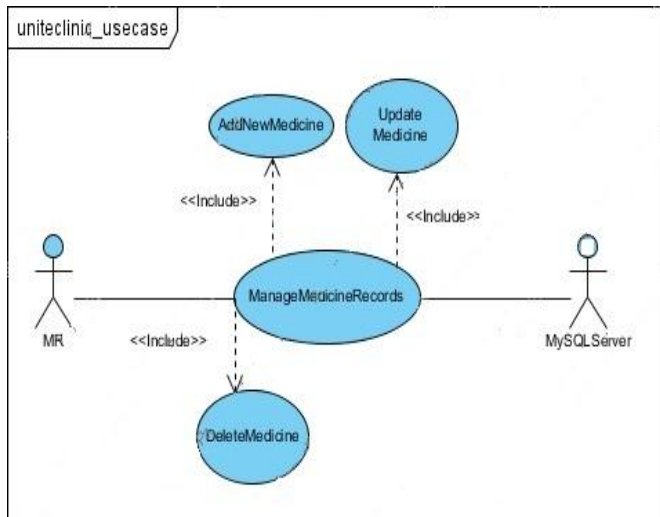 uniteclinic_usecase
AddNewMedicine
Update
Medicine
<<Include>>
<<Include>>
ManageMedicineRecords
MR
<<Include>>
MySQLServer
DeleteMedicine